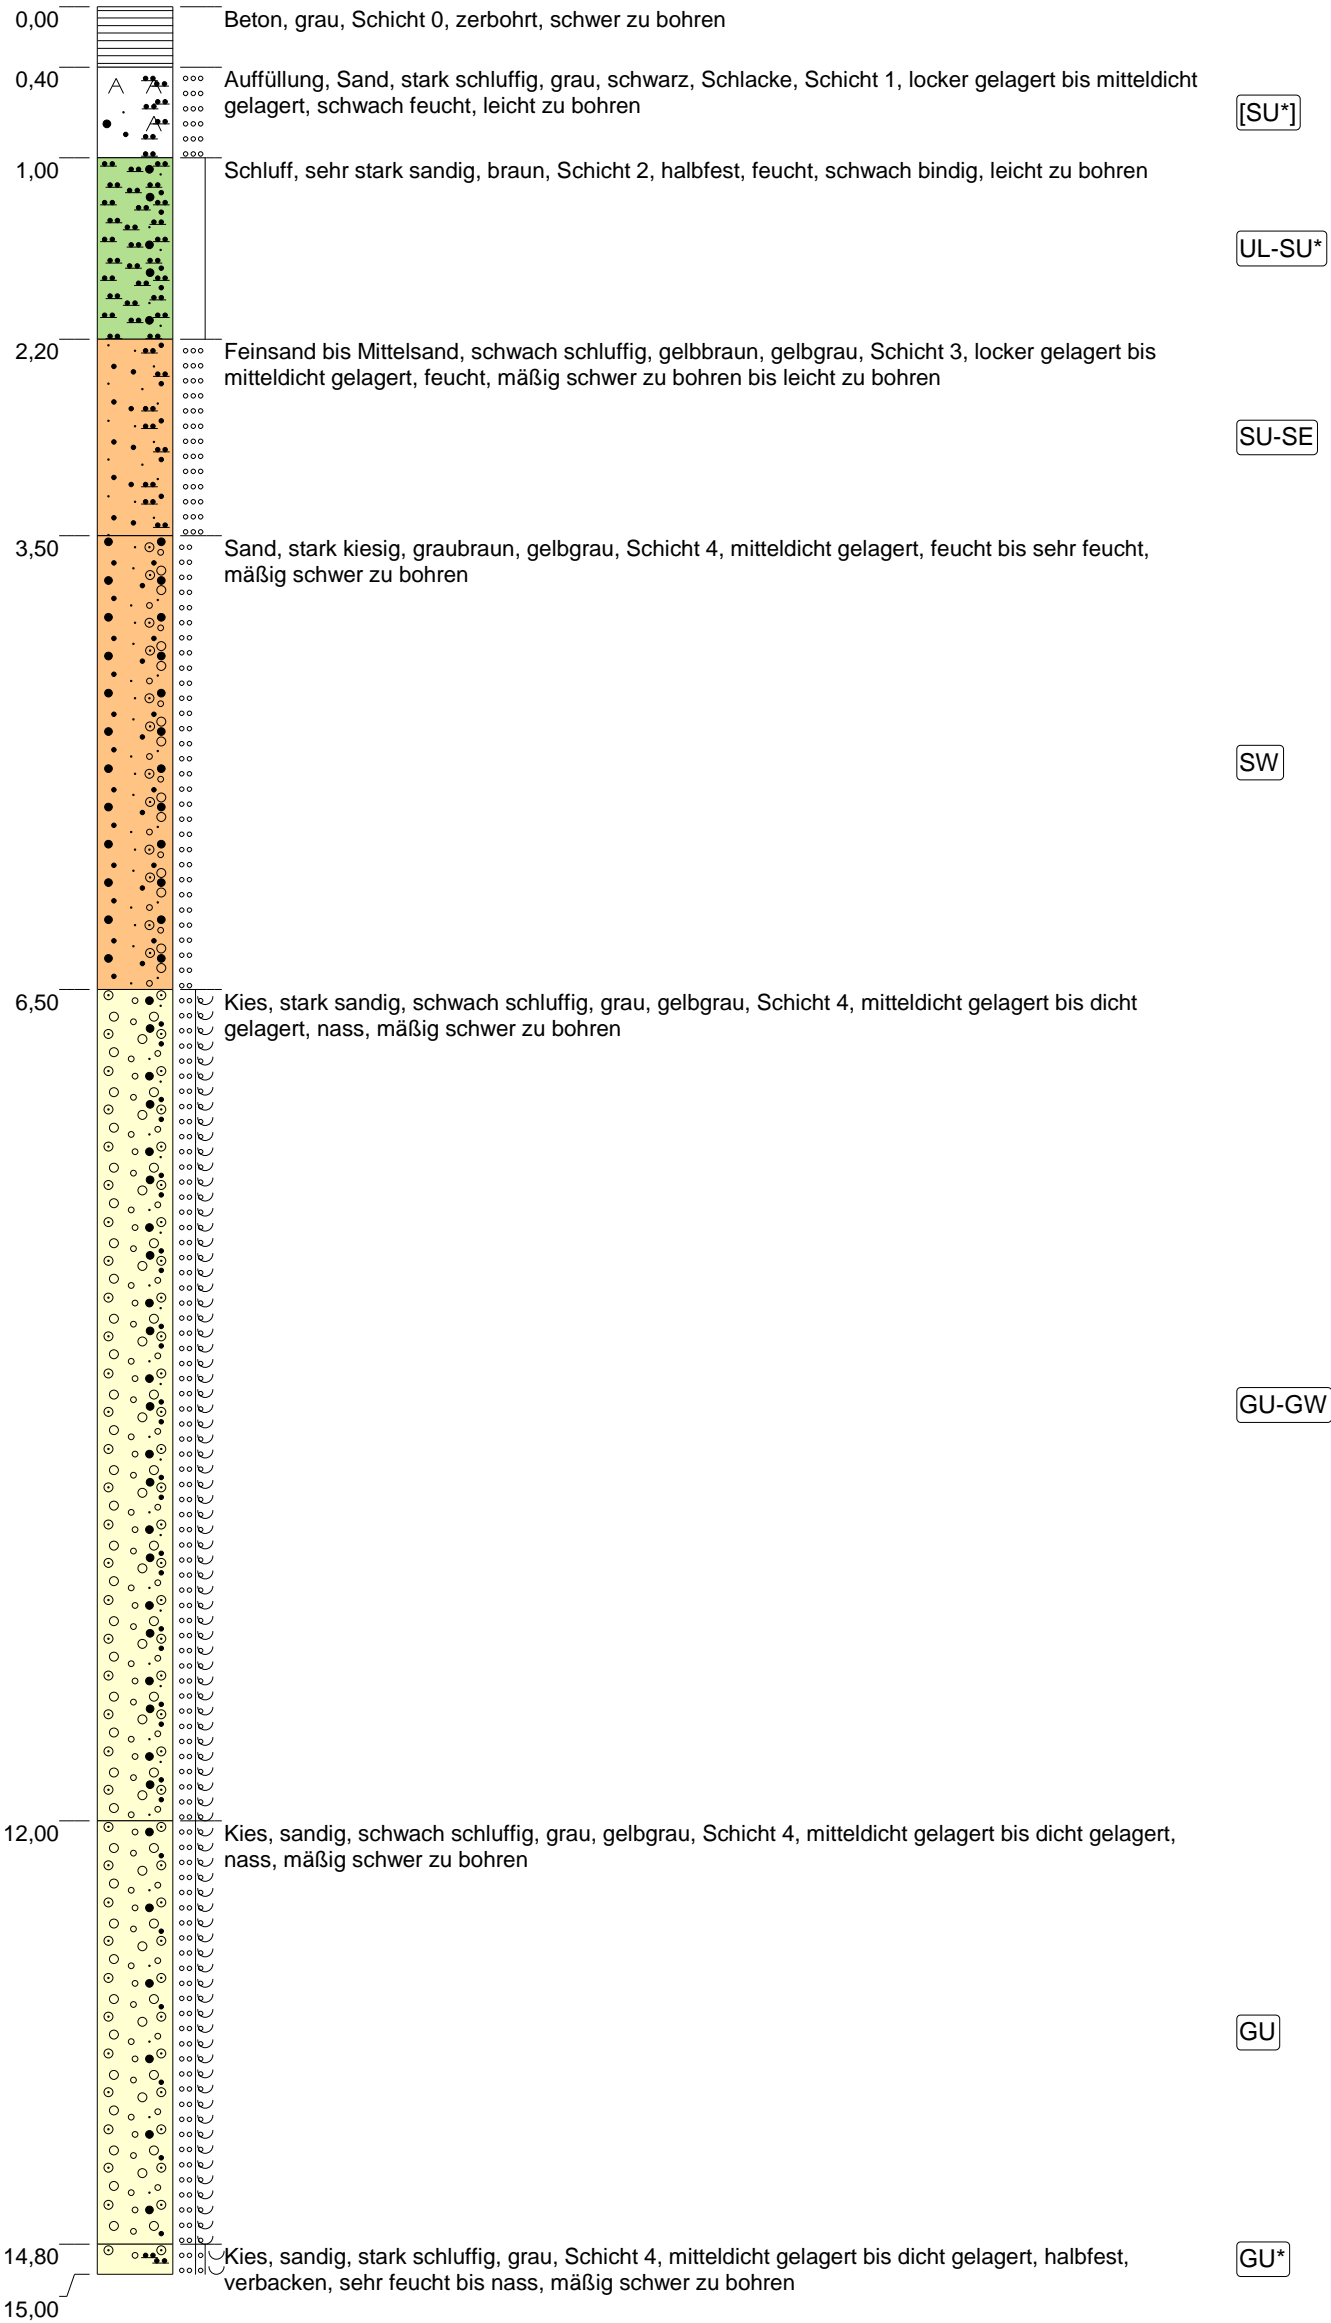 0,00
Beton, grau, Schicht 0, zerbohrt, schwer zu bohren
0,40
Auffüllung, Sand, stark schluffig, grau, schwarz, Schlacke, Schicht 1, locker gelagert bis mitteldicht
gelagert, schwach feucht, leicht zu bohren
[SU*]
1,00
Schluff, sehr stark sandig, braun, Schicht 2, halbfest, feucht, schwach bindig, leicht zu bohren
UL-SU*
2,20
Feinsand bis Mittelsand, schwach schluffig, gelbbraun, gelbgrau, Schicht 3, locker gelagert bis
mitteldicht gelagert, feucht, mäßig schwer zu bohren bis leicht zu bohren
SU-SE
3,50
Sand, stark kiesig, graubraun, gelbgrau, Schicht 4, mitteldicht gelagert, feucht bis sehr feucht,
mäßig schwer zu bohren
SW
6,50
Kies, stark sandig, schwach schluffig, grau, gelbgrau, Schicht 4, mitteldicht gelagert bis dicht
gelagert, nass, mäßig schwer zu bohren
GU-GW
12,00
Kies, sandig, schwach schluffig, grau, gelbgrau, Schicht 4, mitteldicht gelagert bis dicht gelagert,
nass, mäßig schwer zu bohren
GU
14,80
Kies, sandig, stark schluffig, grau, Schicht 4, mitteldicht gelagert bis dicht gelagert, halbfest,
verbacken, sehr feucht bis nass, mäßig schwer zu bohren
GU*
15,00